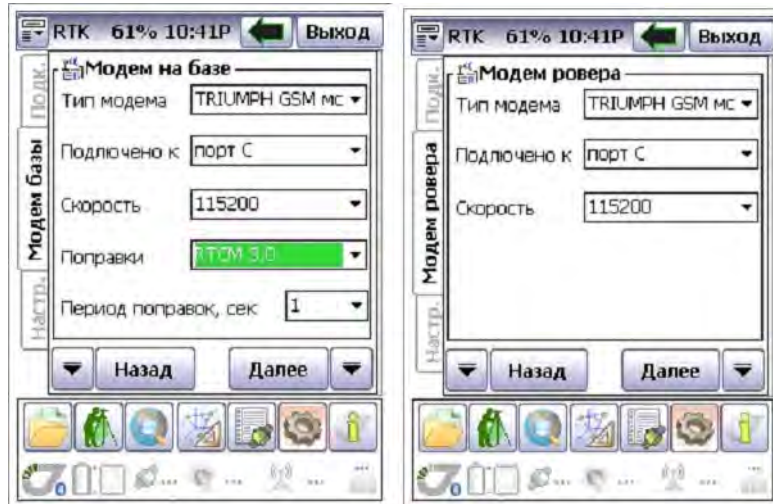 RTK 61% 10:41P Выход
Подк.
Модем базы
Настр.
Модем на базе
Тип модема TRIUMPH GSM мс
Подлючено к порт C
Скорость 115200
Поправки RTCM 3,0
Период поправок, сек 1
Назад Далее
0
RTK 61% 10:41P Выход
Подк.
Модем ровера
Настр.
Модем ровера
Тип модема TRIUMPH GSM мс
Подлючено к порт C
Скорость 115200
Назад Далее
0